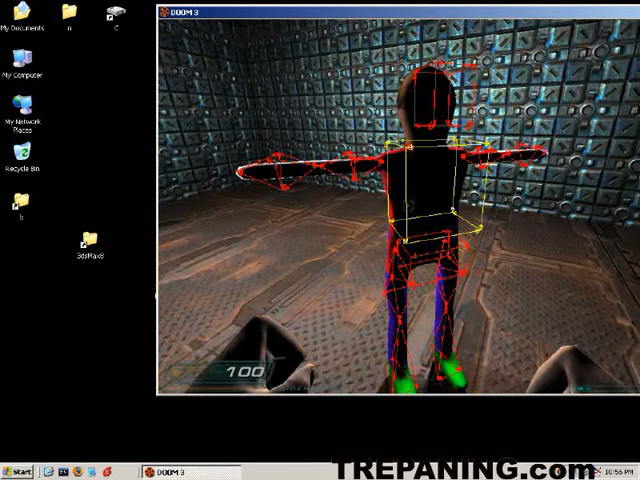 DOOM 3
My Documents
n
C
My Computer
My Network
Places
Recycle Bin
b
3dsMax8
100
Start
DOOM 3
10:56 PM
TREPANING.com